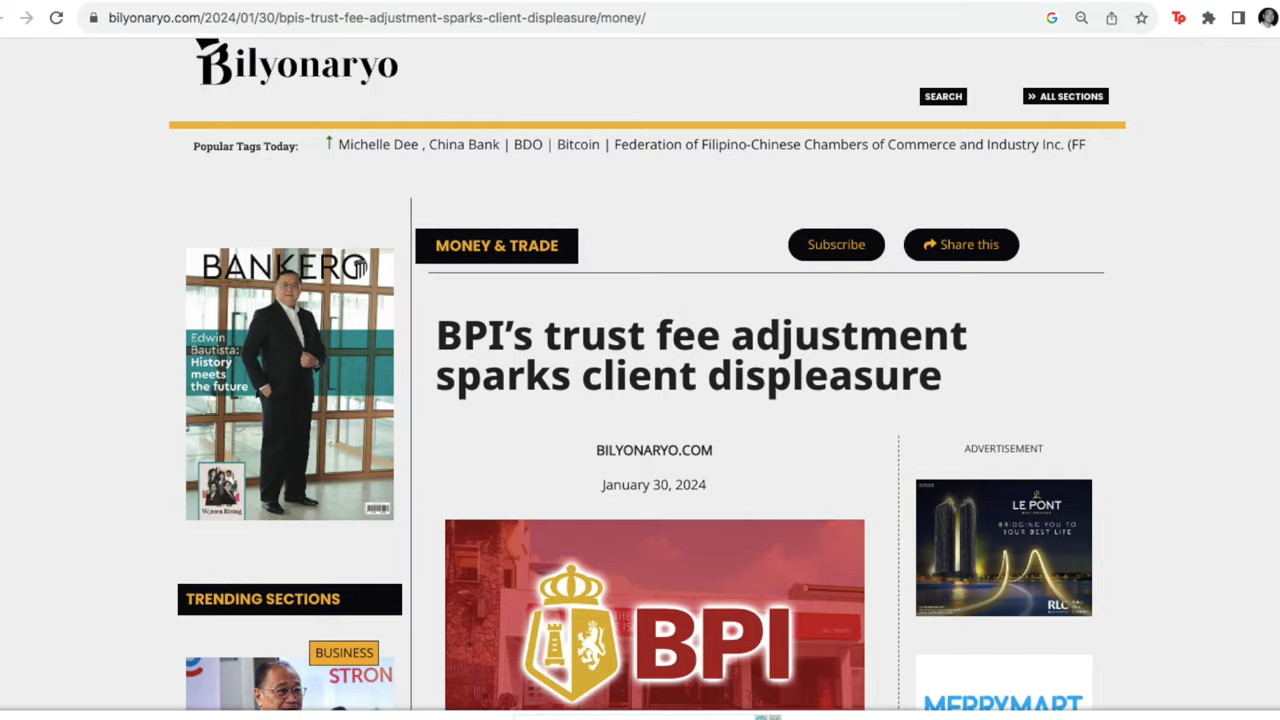 bilyonaryo.com/2024/01/30/bpis-trust-fee-adjustment-sparks-client-displeasure/money/
Bilyonaryo
SEARCH
» ALL SECTIONS
Popular Tags Today:
Michelle Dee , China Bank | BDO | Bitcoin | Federation of Filipino-Chinese Chambers of Commerce and Industry Inc. (FF
MONEY & TRADE
Subscribe
Share this
BANKERO
Edwin
Bautista:
History
meets
the future
Women Rising
BPI’s trust fee adjustment
sparks client displeasure
BILYONARYO.COM
January 30, 2024
ADVERTISEMENT
LE PONT
BRIDGING YOU TO
YOUR BEST LIFE
RLC
BPI
TRENDING SECTIONS
BUSINESS
STRON
MERRYMART
Tp